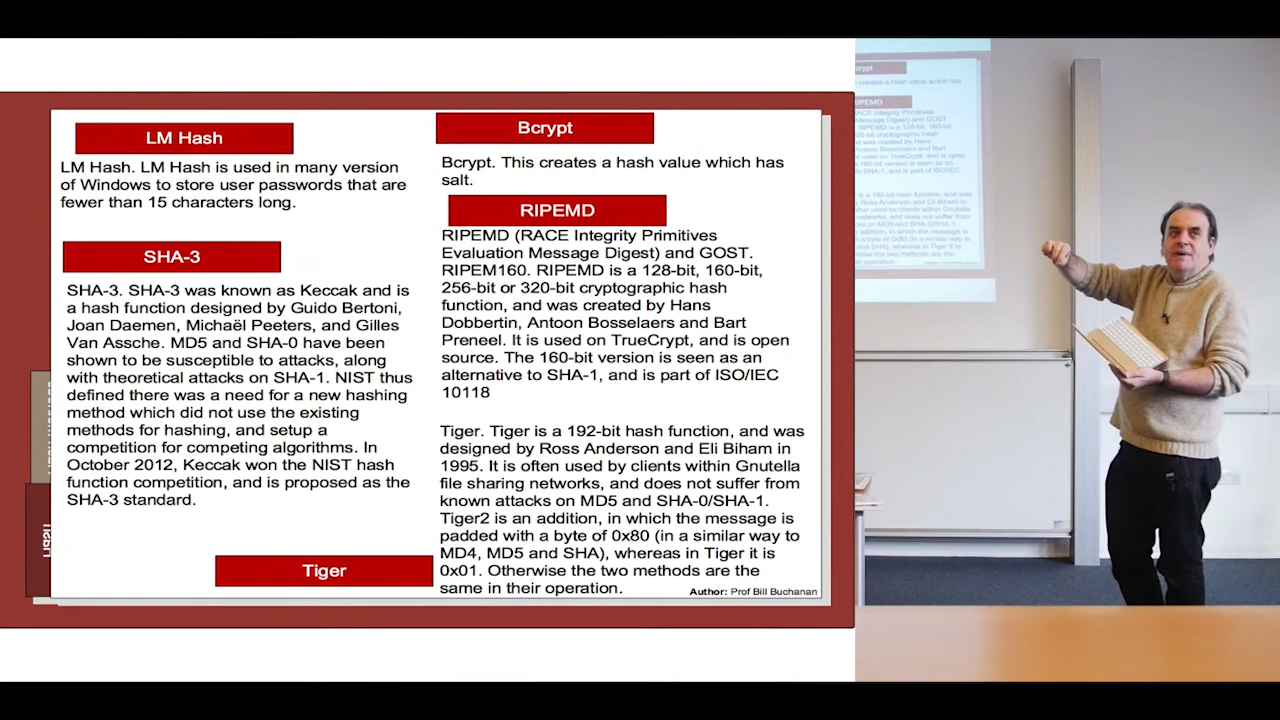 LM Hash
LM Hash. LM Hash is used in many version
of Windows to store user passwords that are
fewer than 15 characters long.
SHA-3
SHA-3. SHA-3 was known as Keccak and is
a hash function designed by Guido Bertoni,
Joan Daemen, Michaël Peeters, and Gilles
Van Assche. MD5 and SHA-0 have been
shown to be susceptible to attacks, along
with theoretical attacks on SHA-1. NIST thus
defined there was a need for a new hashing
method which did not use the existing
methods for hashing, and setup a
competition for competing algorithms. In
October 2012, Keccak won the NIST hash
function competition, and is proposed as the
SHA-3 standard.
Tiger
Bcrypt
Bcrypt. This creates a hash value which has
salt.
RIPEMD
RIPEMD (RACE Integrity Primitives
Evaluation Message Digest) and GOST.
RIPEM160. RIPEMD is a 128-bit, 160-bit,
256-bit or 320-bit cryptographic hash
function, and was created by Hans
Dobbertin, Antoon Bosselaers and Bart
Preneel. It is used on TrueCrypt, and is open
source. The 160-bit version is seen as an
alternative to SHA-1, and is part of ISO/IEC
10118
Tiger. Tiger is a 192-bit hash function, and was
designed by Ross Anderson and Eli Biham in
1995. It is often used by clients within Gnutella
file sharing networks, and does not suffer from
known attacks on MD5 and SHA-0/SHA-1.
Tiger2 is an addition, in which the message is
padded with a byte of 0x80 (in a similar way to
MD4, MD5 and SHA), whereas in Tiger it is
0x01. Otherwise the two methods are the
same in their operation.
Author: Prof Bill Buchanan